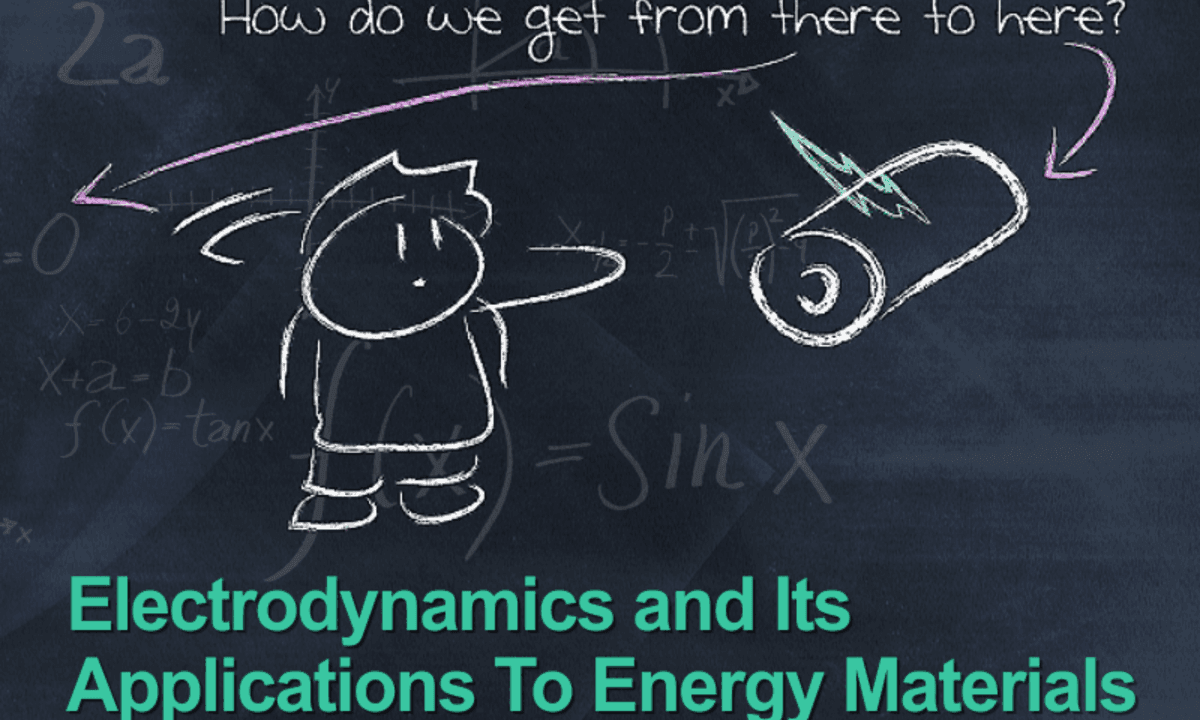 How do we get from there to here?
2a
y
x
= 0
x = 6 - 2y
x + a = b
f(x) = tan x
f(x) = Sin x
Electrodynamics and Its
Applications To Energy Materials